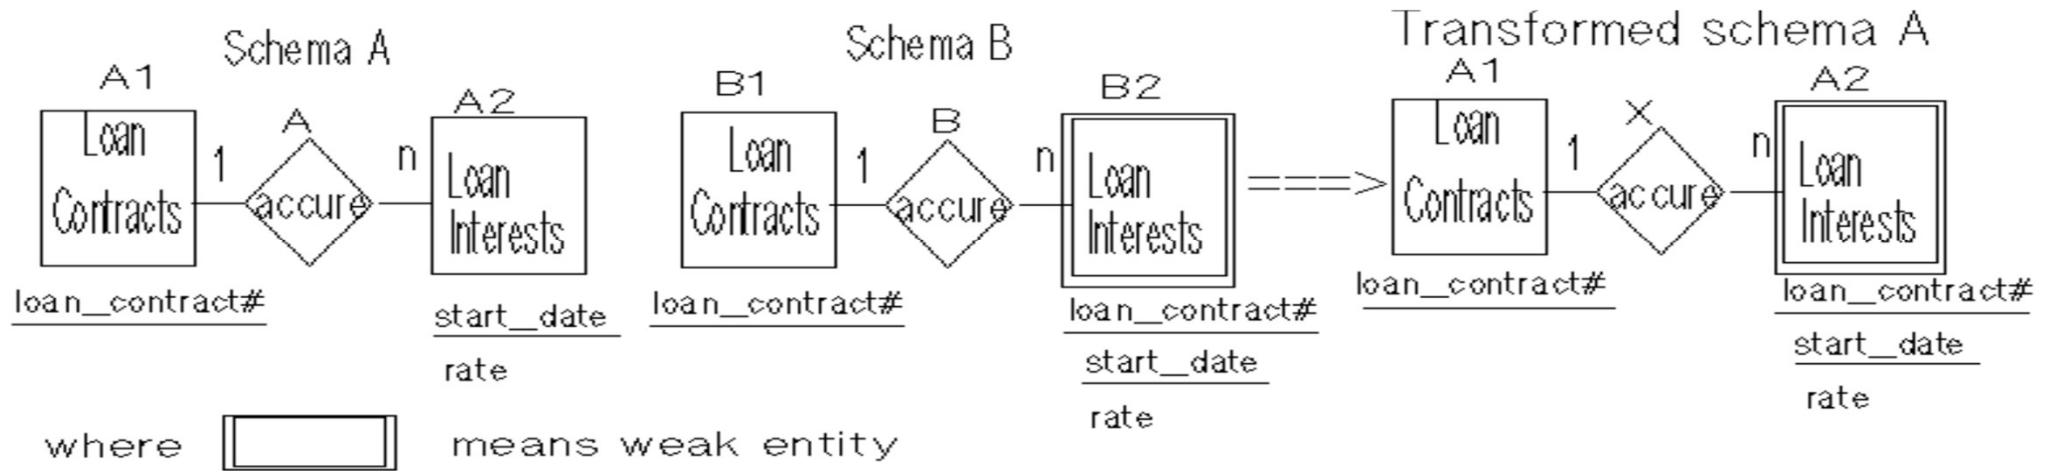 Schema A
A1
Loan
Contracts
loan_contract#
1
A
accure
n
A2
Loan
Interests
start_date
rate
Schema B
B1
Loan
Contracts
loan_contract#
1
B
accure
n
B2
Loan
Interests
loan_contract#
start_date
rate
===>
Transformed schema A
A1
Loan
Contracts
loan_contract#
1
X
accure
n
A2
Loan
Interests
loan_contract#
start_date
rate
where means weak entity